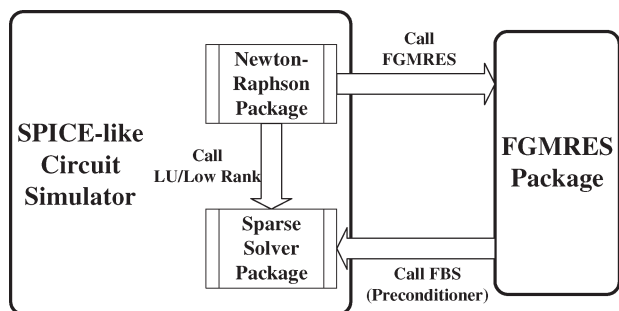 SPICE-like
Circuit
Simulator
Newton-
Raphson
Package
Call
FGMRES
Call
LU/Low Rank
FGMRES
Package
Sparse
Solver
Package
Call FBS
(Preconditioner)